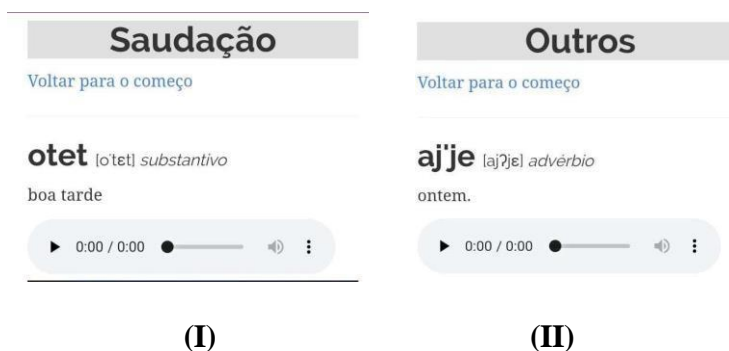 Saudação
Voltar para o começo
otet [o'tɛt] substantivo
boa tarde
0:00 / 0:00
(I)
Outros
Voltar para o começo
aj'je [ajʔjɛ] advérbio
ontem.
0:00 / 0:00
(II)